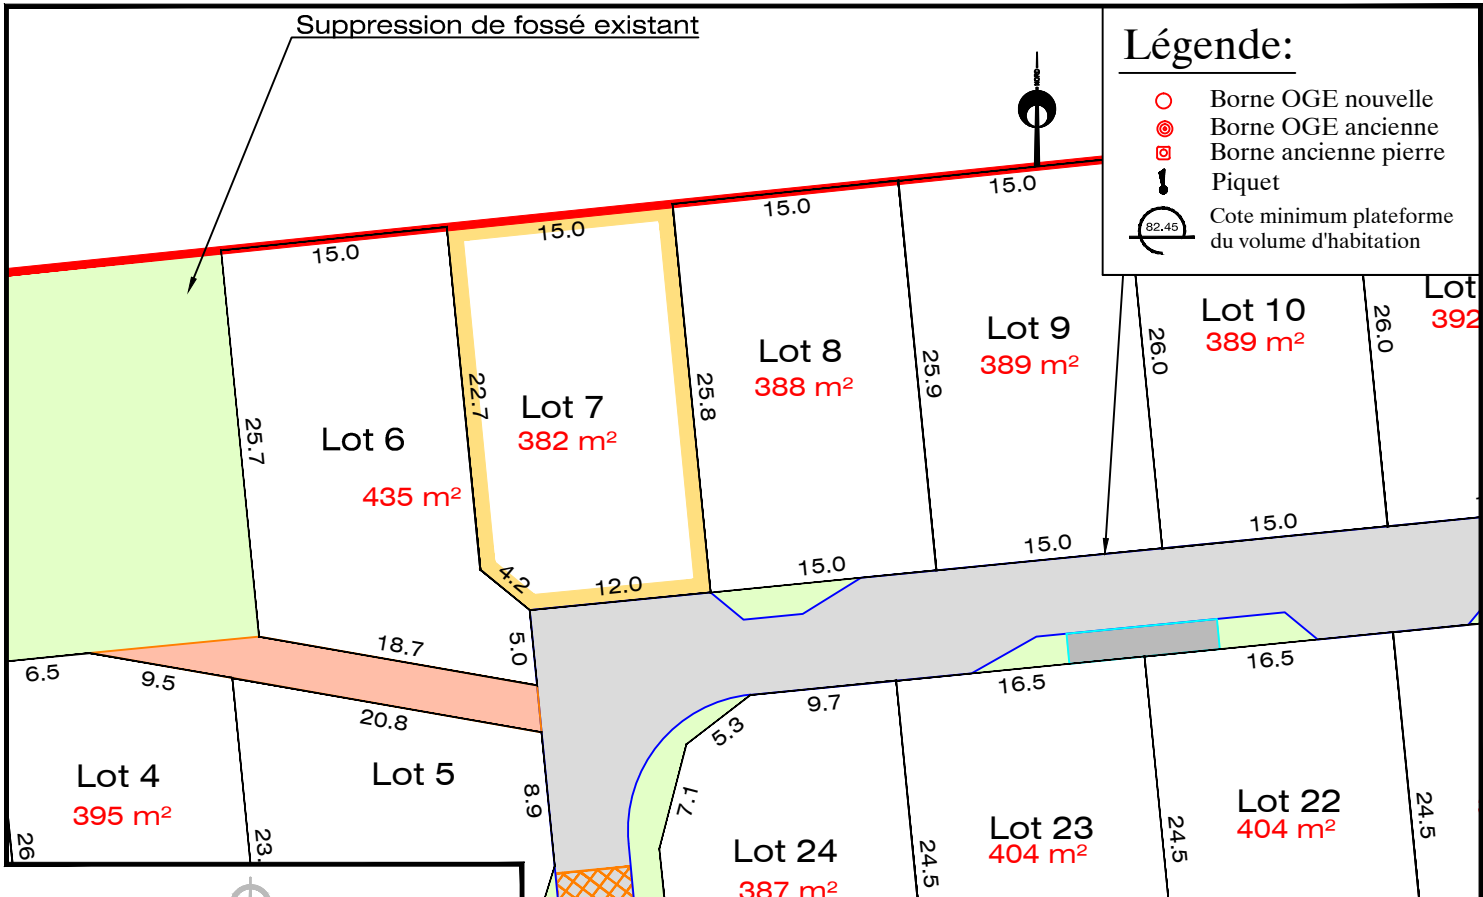 Suppression de fossé existant
Légende:
Borne OGE nouvelle
Borne OGE ancienne
Borne ancienne pierre
Piquet
82.45
Cote minimum plateforme
du volume d'habitation
NORD
15.0
15.0
15.0
15.0
25.7
Lot 6
435 m²
22.7
Lot 7
382 m²
25.8
Lot 8
388 m²
25.9
Lot 9
389 m²
26.0
Lot 10
389 m²
26.0
Lot
392
4.2
12.0
15.0
15.0
15.0
5.0
18.7
6.5
9.5
20.8
8.9
5.3
7.1
9.7
16.5
16.5
Lot 4
395 m²
26
23.
Lot 5
Lot 24
387 m²
24.5
Lot 23
404 m²
24.5
Lot 22
404 m²
24.5